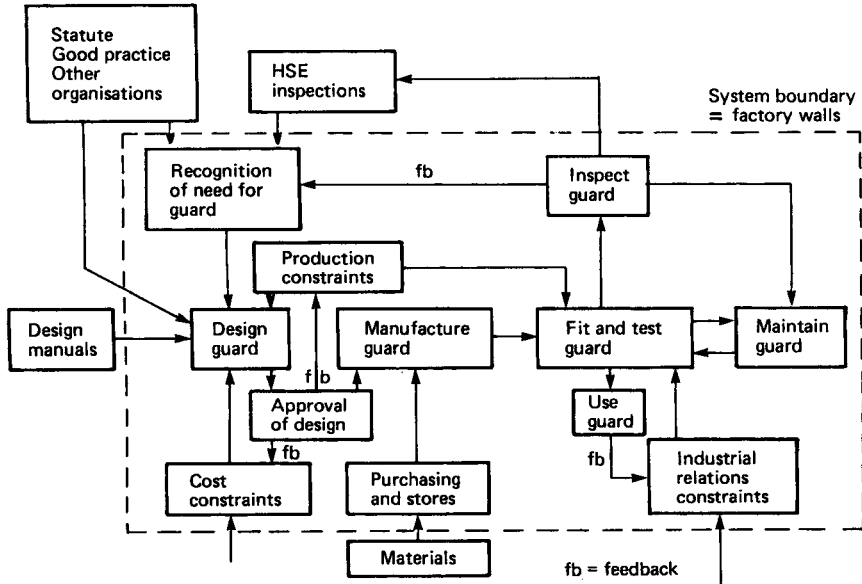 Statute
Good practice
Other
organisations
HSE
inspections
System boundary
= factory walls
Recognition
of need for
guard
fb
Inspect
guard
Production
constraints
Design
manuals
Design
guard
Manufacture
guard
Fit and test
guard
Maintain
guard
f b
Approval
of design
Use
guard
fb
fb
Cost
constraints
Purchasing
and stores
Industrial
relations
constraints
Materials
fb = feedback